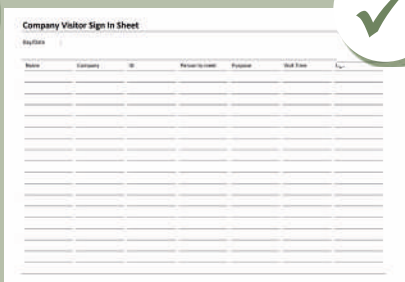 Company Visitor Sign In Sheet
Day/Date :
Name Company ID Person to meet Purpose Visit Time